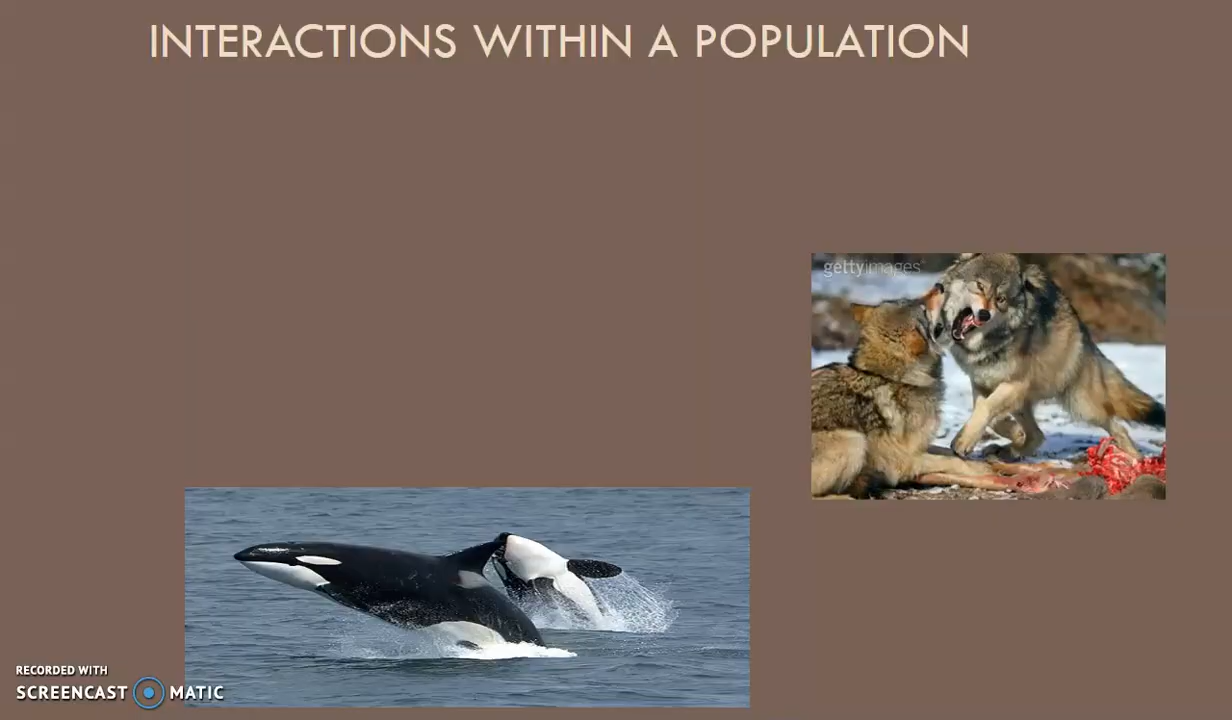 INTERACTIONS WITHIN A POPULATION
gettyimages
RECORDED WITH
SCREENCAST MATIC